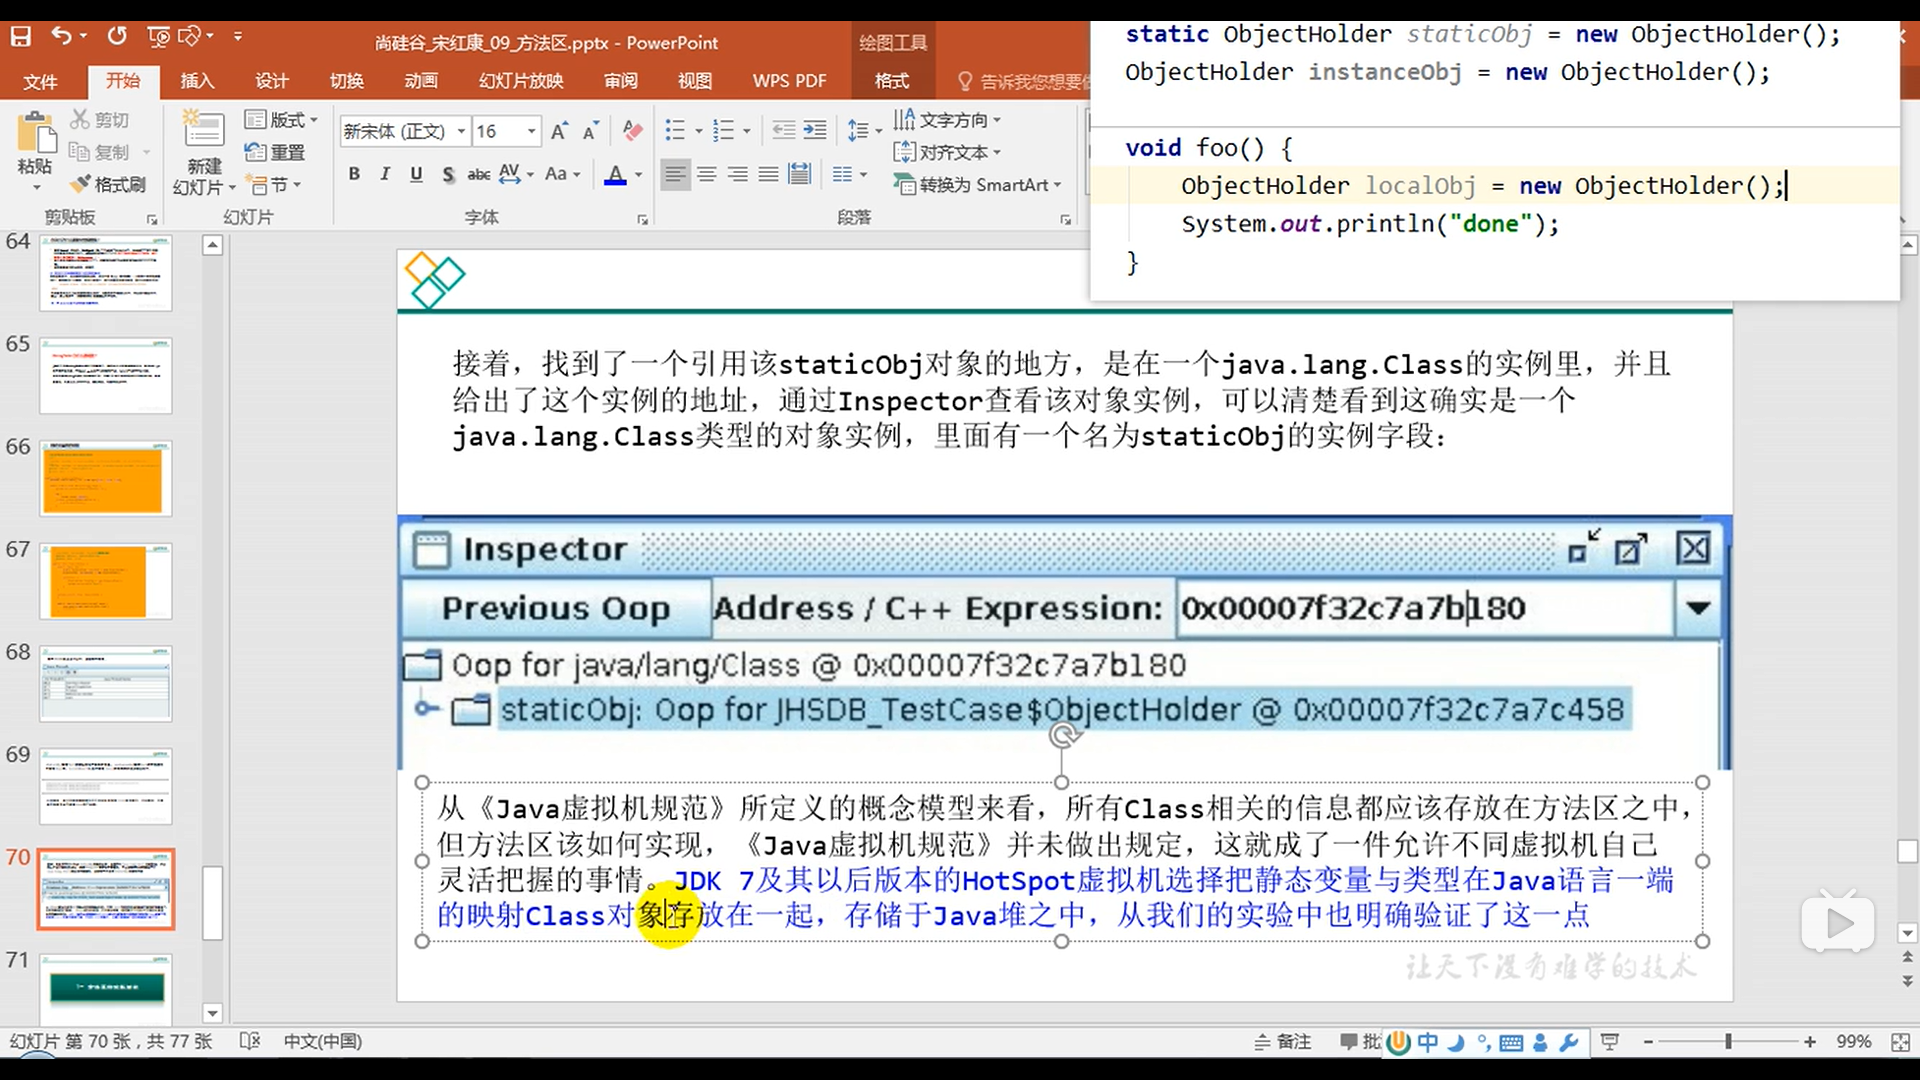 尚硅谷_宋红康_09_方法区.pptx - PowerPoint
绘图工具
文件 开始 插入 设计 切换 动画 幻灯片放映 审阅 视图 WPS PDF 格式 告诉我您想要做
粘贴
剪切
复制
格式刷
剪贴板
新建
幻灯片
版式
重置
节
幻灯片
新宋体 (正文) 16
B I U S abc AV Aa A
字体
文字方向
对齐文本
转换为 SmartArt
段落
static ObjectHolder staticObj = new ObjectHolder();
ObjectHolder instanceObj = new ObjectHolder();
void foo() {
ObjectHolder localObj = new ObjectHolder();
System.out.println("done");
}
64
65
66
67
68
69
70
71
接着，找到了一个引用该staticObj对象的地方，是在一个java.lang.Class的实例里，并且
给出了这个实例的地址，通过Inspector查看该对象实例，可以清楚看到这确实是一个
java.lang.Class类型的对象实例，里面有一个名为staticObj的实例字段：
Inspector
Previous Oop Address / C++ Expression: 0x00007f32c7a7b180
Oop for java/lang/Class @ 0x00007f32c7a7b180
staticObj: Oop for JHSDB_TestCase$ObjectHolder @ 0x00007f32c7a7c458
从《Java虚拟机规范》所定义的概念模型来看，所有Class相关的信息都应该存放在方法区之中，
但方法区该如何实现，《Java虚拟机规范》并未做出规定，这就成了一件允许不同虚拟机自己
灵活把握的事情。JDK 7及其以后版本的HotSpot虚拟机选择把静态变量与类型在Java语言一端
的映射Class对象存放在一起，存储于Java堆之中，从我们的实验中也明确验证了这一点
让天下没有难学的技术
幻灯片 第 70 张，共 77 张 中文(中国) 备注 批 中 99%